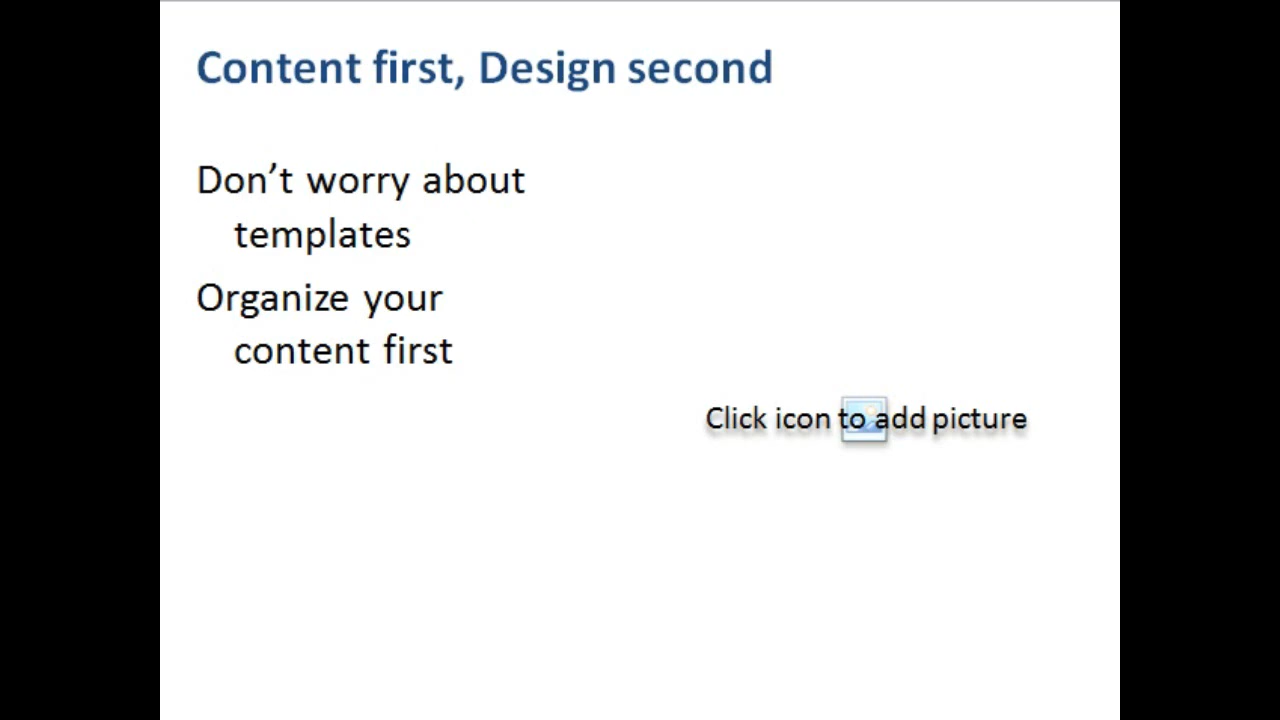 Content first, Design second
Don’t worry about
templates
Organize your
content first
Click icon to add picture